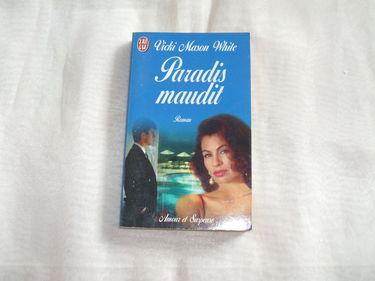 J'AI LU
Vicki Mason White
Paradis
maudit
Roman
Amour et Suspense